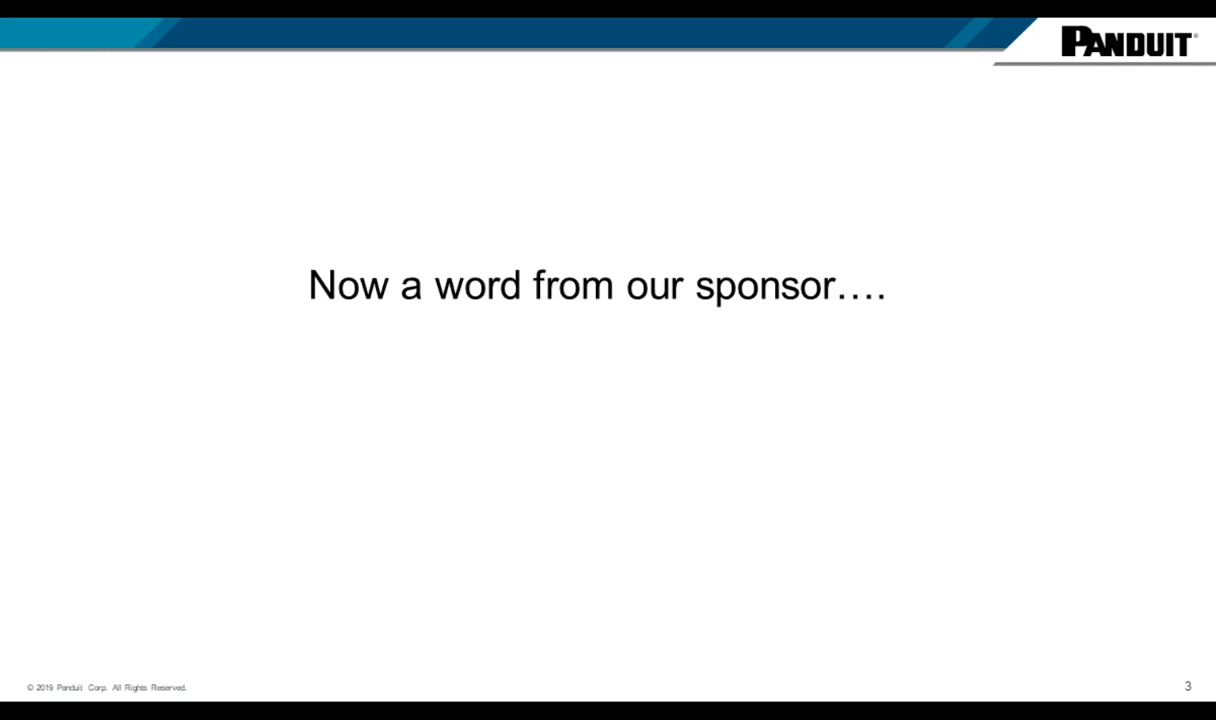 PANDUIT®
Now a word from our sponsor….
© 2019 Panduit Corp. All Rights Reserved.
3